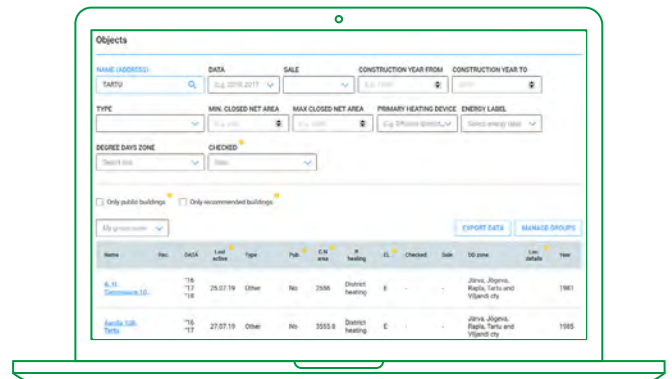 Objects
NAME (ADDRESS) DATA SALE CONSTRUCTION YEAR FROM CONSTRUCTION YEAR TO
TARTU E.g. 2016, 2017
TYPE MIN. CLOSED NET AREA MAX CLOSED NET AREA PRIMARY HEATING DEVICE ENERGY LABEL
E.g. Efficient district... Select energy label
DEGREE DAYS ZONE CHECKED
Only public buildings Only recommended buildings
EXPORT DATA MANAGE GROUPS
Name Rec. DATA Last active Type Pub. C.N. area P. heating EL. Checked Sale DD zone Loc. details Year
"16 "17 "18 25.07.19 Other No 2556 District heating E - - Järva, Jõgeva, Rapla, Tartu and Viljandi cty 1981
Tartu "16 "17 27.07.19 Other No 3555.8 District heating E - - Järva, Jõgeva, Rapla, Tartu and Viljandi cty 1985